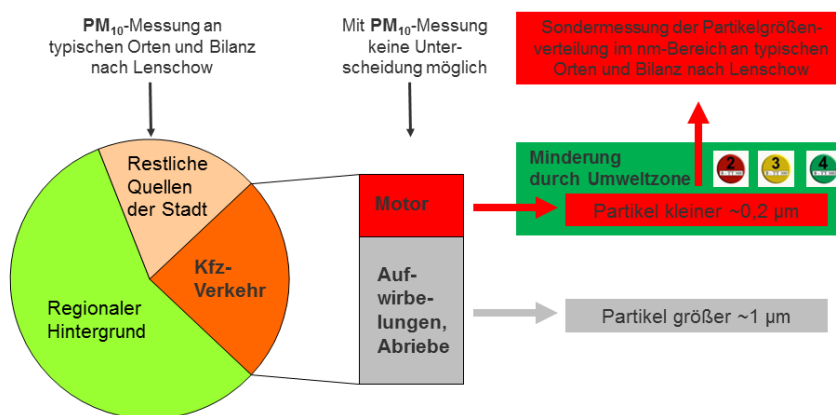 PM₁₀-Messung an
typischen Orten und Bilanz
nach Lenschow
Mit PM₁₀-Messung
keine Unter-
scheidung möglich
Sondermessung der Partikelgrößen-
verteilung im nm-Bereich an typischen
Orten und Bilanz nach Lenschow
Restliche
Quellen
der Stadt
Kfz-
Verkehr
Regionaler
Hintergrund
Motor
Auf-
wirbe-
lungen,
Abriebe
Minderung
durch Umweltzone
2
3
4
Partikel kleiner ~0,2 µm
Partikel größer ~1 µm